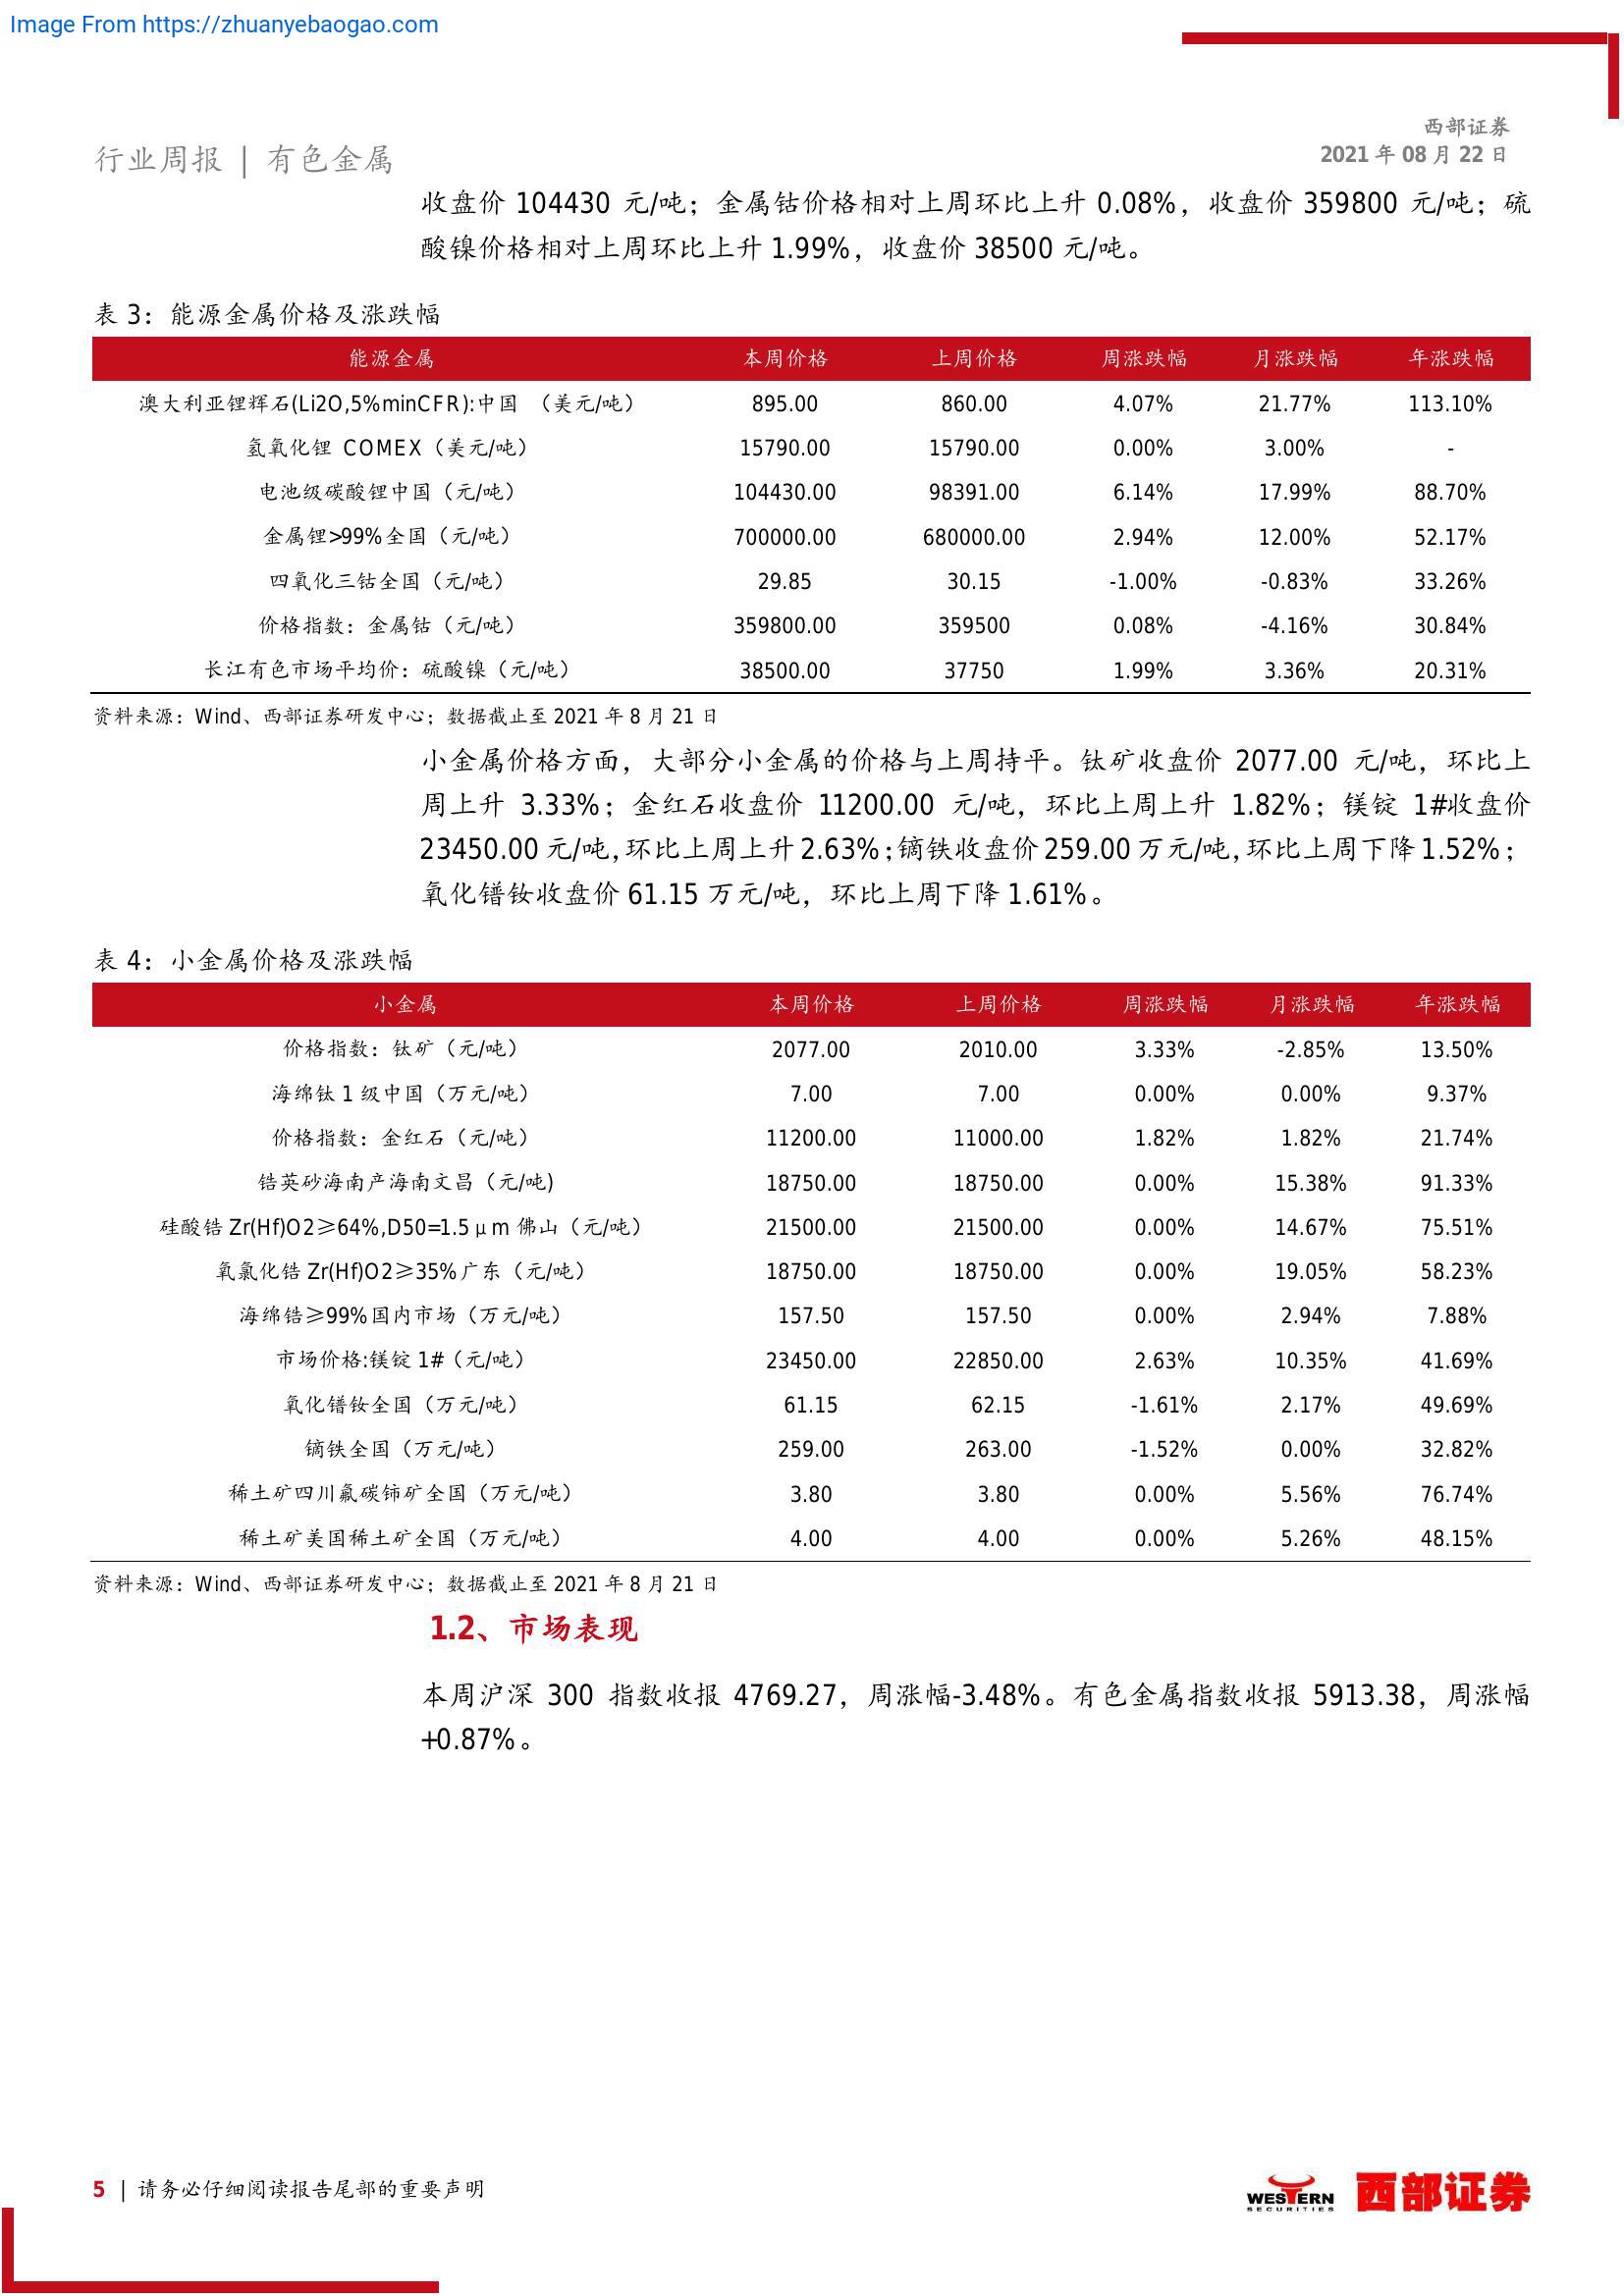 Image From https://zhuanyebaogao.com
西部证券
2021 年 08 月 22 日
行业周报 | 有色金属
收盘价 104430 元/吨；金属钴价格相对上周环比上升 0.08%，收盘价 359800 元/吨；硫
酸镍价格相对上周环比上升 1.99%，收盘价 38500 元/吨。
表 3：能源金属价格及涨跌幅
能源金属 本周价格 上周价格 周涨跌幅 月涨跌幅 年涨跌幅
澳大利亚锂辉石(Li2O,5%minCFR):中国 （美元/吨） 895.00 860.00 4.07% 21.77% 113.10%
氢氧化锂 COMEX（美元/吨） 15790.00 15790.00 0.00% 3.00% -
电池级碳酸锂中国（元/吨） 104430.00 98391.00 6.14% 17.99% 88.70%
金属锂>99%全国（元/吨） 700000.00 680000.00 2.94% 12.00% 52.17%
四氧化三钴全国（元/吨） 29.85 30.15 -1.00% -0.83% 33.26%
价格指数：金属钴（元/吨） 359800.00 359500 0.08% -4.16% 30.84%
长江有色市场平均价：硫酸镍（元/吨） 38500.00 37750 1.99% 3.36% 20.31%
资料来源：Wind、西部证券研发中心；数据截止至 2021 年 8 月 21 日
小金属价格方面，大部分小金属的价格与上周持平。钛矿收盘价 2077.00 元/吨，环比上
周上升 3.33%；金红石收盘价 11200.00 元/吨，环比上周上升 1.82%；镁锭 1#收盘价
23450.00 元/吨，环比上周上升 2.63%；镝铁收盘价 259.00 万元/吨，环比上周下降 1.52%；
氧化镨钕收盘价 61.15 万元/吨，环比上周下降 1.61%。
表 4：小金属价格及涨跌幅
小金属 本周价格 上周价格 周涨跌幅 月涨跌幅 年涨跌幅
价格指数：钛矿（元/吨） 2077.00 2010.00 3.33% -2.85% 13.50%
海绵钛 1 级中国（万元/吨） 7.00 7.00 0.00% 0.00% 9.37%
价格指数：金红石（元/吨） 11200.00 11000.00 1.82% 1.82% 21.74%
锆英砂海南产海南文昌（元/吨) 18750.00 18750.00 0.00% 15.38% 91.33%
硅酸锆 Zr(Hf)O2≥64%,D50=1.5μm 佛山（元/吨） 21500.00 21500.00 0.00% 14.67% 75.51%
氧氯化锆 Zr(Hf)O2≥35%广东（元/吨） 18750.00 18750.00 0.00% 19.05% 58.23%
海绵锆≥99%国内市场（万元/吨） 157.50 157.50 0.00% 2.94% 7.88%
市场价格:镁锭 1#（元/吨） 23450.00 22850.00 2.63% 10.35% 41.69%
氧化镨钕全国（万元/吨） 61.15 62.15 -1.61% 2.17% 49.69%
镝铁全国（万元/吨） 259.00 263.00 -1.52% 0.00% 32.82%
稀土矿四川氟碳铈矿全国（万元/吨） 3.80 3.80 0.00% 5.56% 76.74%
稀土矿美国稀土矿全国（万元/吨） 4.00 4.00 0.00% 5.26% 48.15%
资料来源：Wind、西部证券研发中心；数据截止至 2021 年 8 月 21 日
1.2、市场表现
本周沪深 300 指数收报 4769.27，周涨幅-3.48%。有色金属指数收报 5913.38，周涨幅
+0.87%。
5 | 请务必仔细阅读报告尾部的重要声明
WESTERN
SECURITIES
西部证券